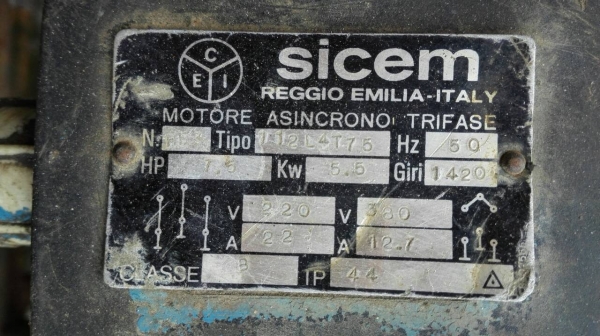 CEI
sicem
REGGIO EMILIA-ITALY
MOTORE ASINCRONO TRIFASE
N. Tipo 112L4T75 Hz 50
HP 7.5 Kw 5.5 Giri 1420
V 220 V 380
A 22 A 12.7
CLASSE B IP 44